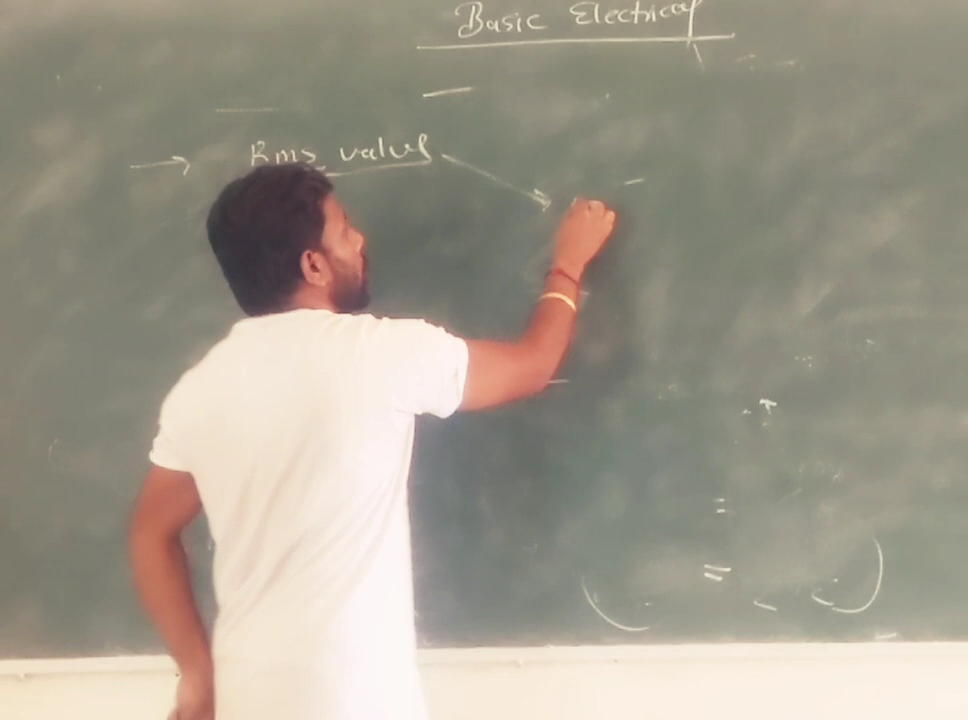 Basic Electrical
→ Rms value